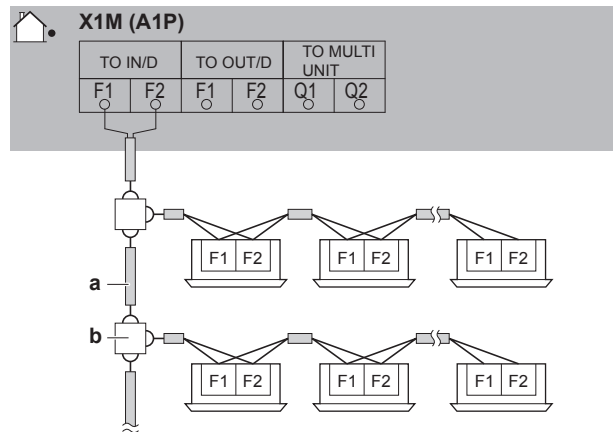 X1M (A1P)
TO IN/D TO OUT/D TO MULTI UNIT
F1 F2 F1 F2 Q1 Q2
F1 F2 F1 F2 F1 F2
a
b
F1 F2 F1 F2 F1 F2